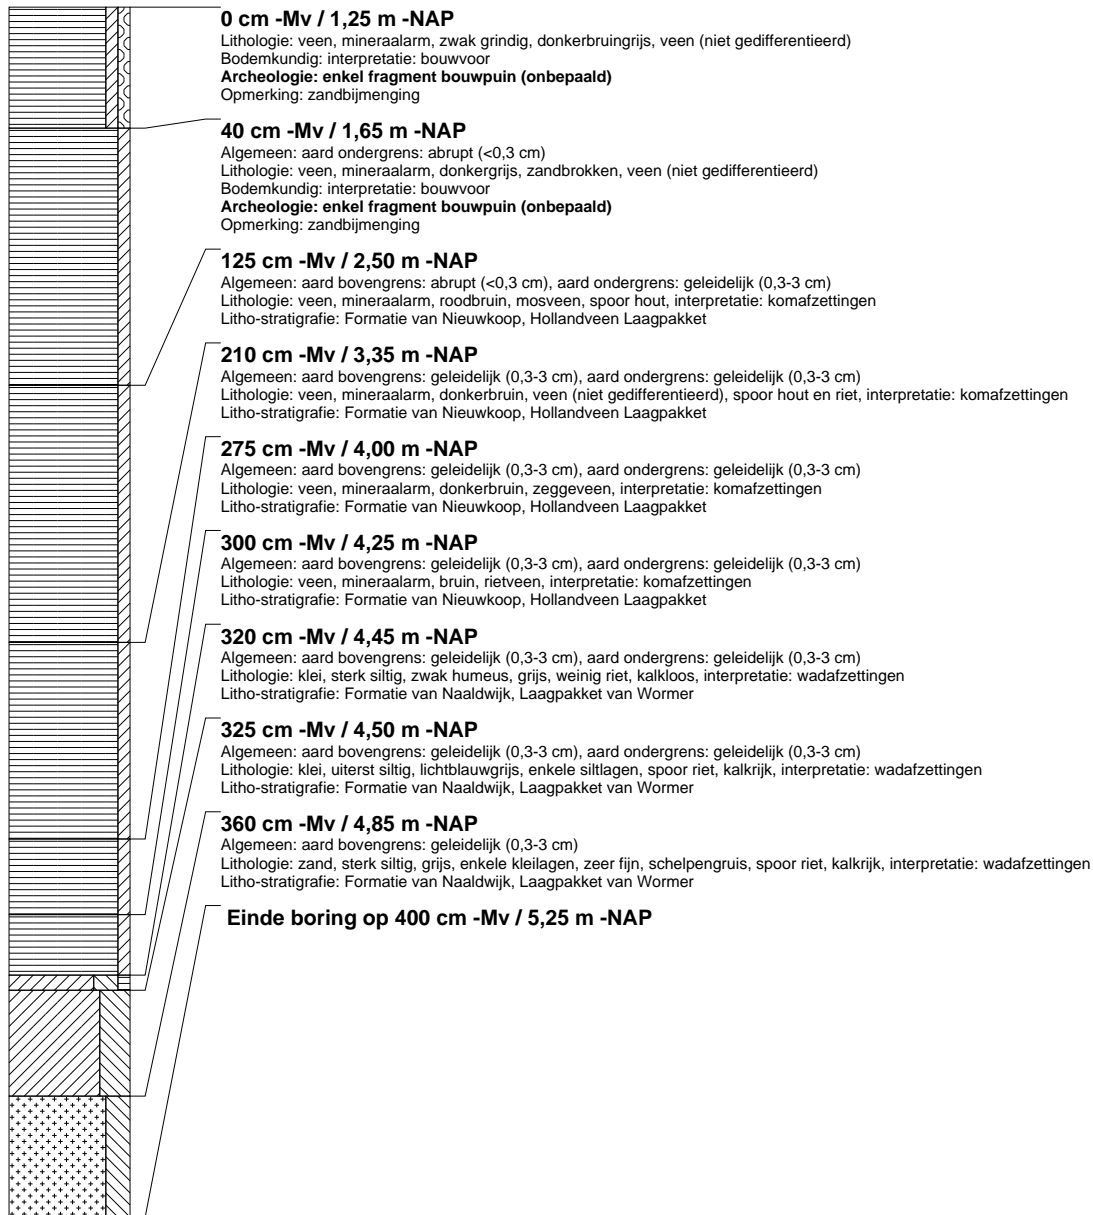 0 cm -Mv / 1,25 m -NAP
Lithologie: veen, mineraalarm, zwak grindig, donkerbruingrijs, veen (niet gedifferentieerd)
Bodemkundig: interpretatie: bouwvoor
Archeologie: enkel fragment bouwpuin (onbepaald)
Opmerking: zandbijmenging
40 cm -Mv / 1,65 m -NAP
Algemeen: aard ondergrens: abrupt (<0,3 cm)
Lithologie: veen, mineraalarm, donkergrijs, zandbrokken, veen (niet gedifferentieerd)
Bodemkundig: interpretatie: bouwvoor
Archeologie: enkel fragment bouwpuin (onbepaald)
Opmerking: zandbijmenging
125 cm -Mv / 2,50 m -NAP
Algemeen: aard bovengrens: abrupt (<0,3 cm), aard ondergrens: geleidelijk (0,3-3 cm)
Lithologie: veen, mineraalarm, roodbruin, mosveen, spoor hout, interpretatie: komafzettingen
Litho-stratigrafie: Formatie van Nieuwkoop, Hollandveen Laagpakket
210 cm -Mv / 3,35 m -NAP
Algemeen: aard bovengrens: geleidelijk (0,3-3 cm), aard ondergrens: geleidelijk (0,3-3 cm)
Lithologie: veen, mineraalarm, donkerbruin, veen (niet gedifferentieerd), spoor hout en riet, interpretatie: komafzettingen
Litho-stratigrafie: Formatie van Nieuwkoop, Hollandveen Laagpakket
275 cm -Mv / 4,00 m -NAP
Algemeen: aard bovengrens: geleidelijk (0,3-3 cm), aard ondergrens: geleidelijk (0,3-3 cm)
Lithologie: veen, mineraalarm, donkerbruin, zeggeveen, interpretatie: komafzettingen
Litho-stratigrafie: Formatie van Nieuwkoop, Hollandveen Laagpakket
300 cm -Mv / 4,25 m -NAP
Algemeen: aard bovengrens: geleidelijk (0,3-3 cm), aard ondergrens: geleidelijk (0,3-3 cm)
Lithologie: veen, mineraalarm, bruin, rietveen, interpretatie: komafzettingen
Litho-stratigrafie: Formatie van Nieuwkoop, Hollandveen Laagpakket
320 cm -Mv / 4,45 m -NAP
Algemeen: aard bovengrens: geleidelijk (0,3-3 cm), aard ondergrens: geleidelijk (0,3-3 cm)
Lithologie: klei, sterk siltig, zwak humeus, grijs, weinig riet, kalkloos, interpretatie: wadafzettingen
Litho-stratigrafie: Formatie van Naaldwijk, Laagpakket van Wormer
325 cm -Mv / 4,50 m -NAP
Algemeen: aard bovengrens: geleidelijk (0,3-3 cm), aard ondergrens: geleidelijk (0,3-3 cm)
Lithologie: klei, uiterst siltig, lichtblauwgrijs, enkele siltlagen, spoor riet, kalkrijk, interpretatie: wadafzettingen
Litho-stratigrafie: Formatie van Naaldwijk, Laagpakket van Wormer
360 cm -Mv / 4,85 m -NAP
Algemeen: aard bovengrens: geleidelijk (0,3-3 cm)
Lithologie: zand, sterk siltig, grijs, enkele kleilagen, zeer fijn, schelpengruis, spoor riet, kalkrijk, interpretatie: wadafzettingen
Litho-stratigrafie: Formatie van Naaldwijk, Laagpakket van Wormer
Einde boring op 400 cm -Mv / 5,25 m -NAP